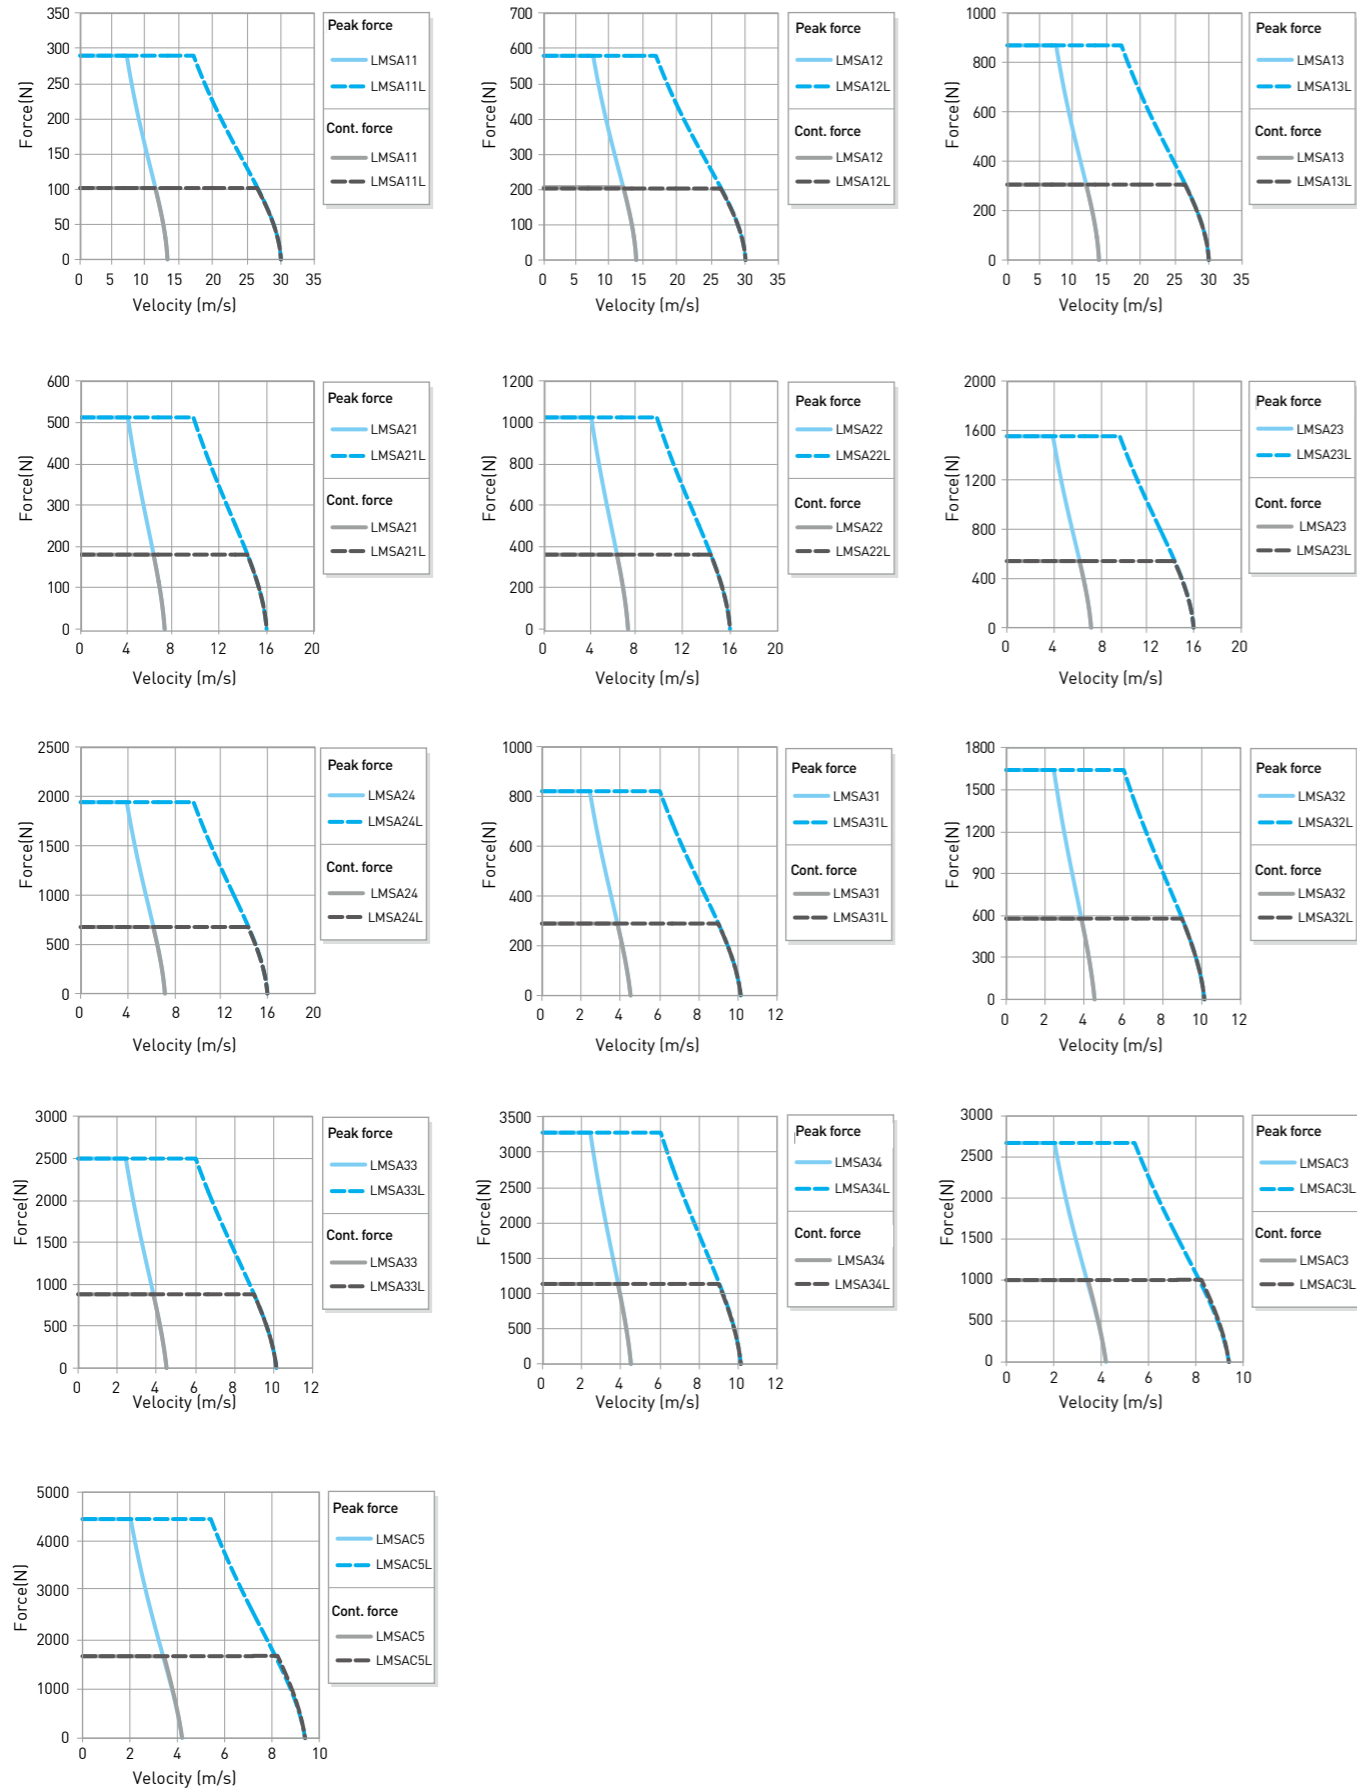 350
300
250
200
150
100
50
0
Force(N)
0 5 10 15 20 25 30 35
Velocity (m/s)
Peak force
LMSA11
LMSA11L
Cont. force
LMSA11
LMSA11L
700
600
500
400
300
200
100
0
Force(N)
0 5 10 15 20 25 30 35
Velocity (m/s)
Peak force
LMSA12
LMSA12L
Cont. force
LMSA12
LMSA12L
1000
800
600
400
200
0
Force(N)
0 5 10 15 20 25 30 35
Velocity (m/s)
Peak force
LMSA13
LMSA13L
Cont. force
LMSA13
LMSA13L
600
500
400
300
200
100
0
Force(N)
0 4 8 12 16 20
Velocity (m/s)
Peak force
LMSA21
LMSA21L
Cont. force
LMSA21
LMSA21L
1200
1000
800
600
400
200
0
Force(N)
0 4 8 12 16 20
Velocity (m/s)
Peak force
LMSA22
LMSA22L
Cont. force
LMSA22
LMSA22L
2000
1600
1200
800
400
0
Force(N)
0 4 8 12 16 20
Velocity (m/s)
Peak force
LMSA23
LMSA23L
Cont. force
LMSA23
LMSA23L
2500
2000
1500
1000
500
0
Force(N)
0 4 8 12 16 20
Velocity (m/s)
Peak force
LMSA24
LMSA24L
Cont. force
LMSA24
LMSA24L
1000
800
600
400
200
0
Force(N)
0 2 4 6 8 10 12
Velocity (m/s)
Peak force
LMSA31
LMSA31L
Cont. force
LMSA31
LMSA31L
1800
1500
1200
900
600
300
0
Force(N)
0 2 4 6 8 10 12
Velocity (m/s)
Peak force
LMSA32
LMSA32L
Cont. force
LMSA32
LMSA32L
3000
2500
2000
1500
1000
500
0
Force(N)
0 2 4 6 8 10 12
Velocity (m/s)
Peak force
LMSA33
LMSA33L
Cont. force
LMSA33
LMSA33L
3500
3000
2500
2000
1500
1000
500
0
Force(N)
0 2 4 6 8 10 12
Velocity (m/s)
Peak force
LMSA34
LMSA34L
Cont. force
LMSA34
LMSA34L
3000
2500
2000
1500
1000
500
0
Force(N)
0 2 4 6 8 10
Velocity (m/s)
Peak force
LMSAC3
LMSAC3L
Cont. force
LMSAC3
LMSAC3L
5000
4000
3000
2000
1000
0
Force(N)
0 2 4 6 8 10
Velocity (m/s)
Peak force
LMSAC5
LMSAC5L
Cont. force
LMSAC5
LMSAC5L